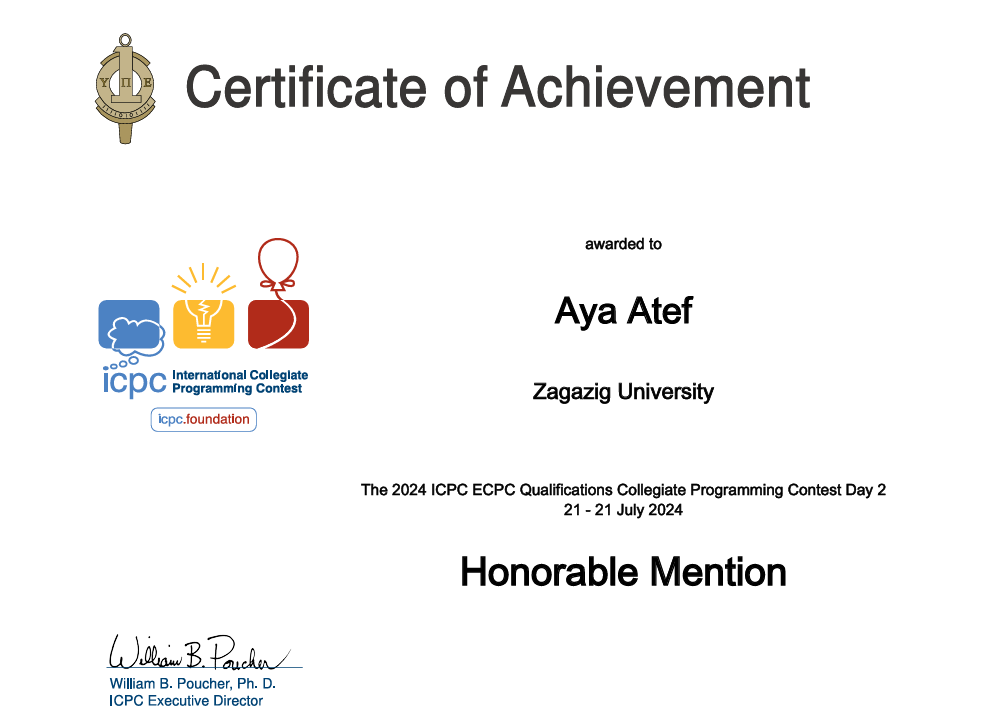 Υ Π Ε
Certificate of Achievement
awarded to
Aya Atef
Zagazig University
icpc International Collegiate
Programming Contest
icpc.foundation
The 2024 ICPC ECPC Qualifications Collegiate Programming Contest Day 2
21 - 21 July 2024
Honorable Mention
William B. Poucher
William B. Poucher, Ph. D.
ICPC Executive Director